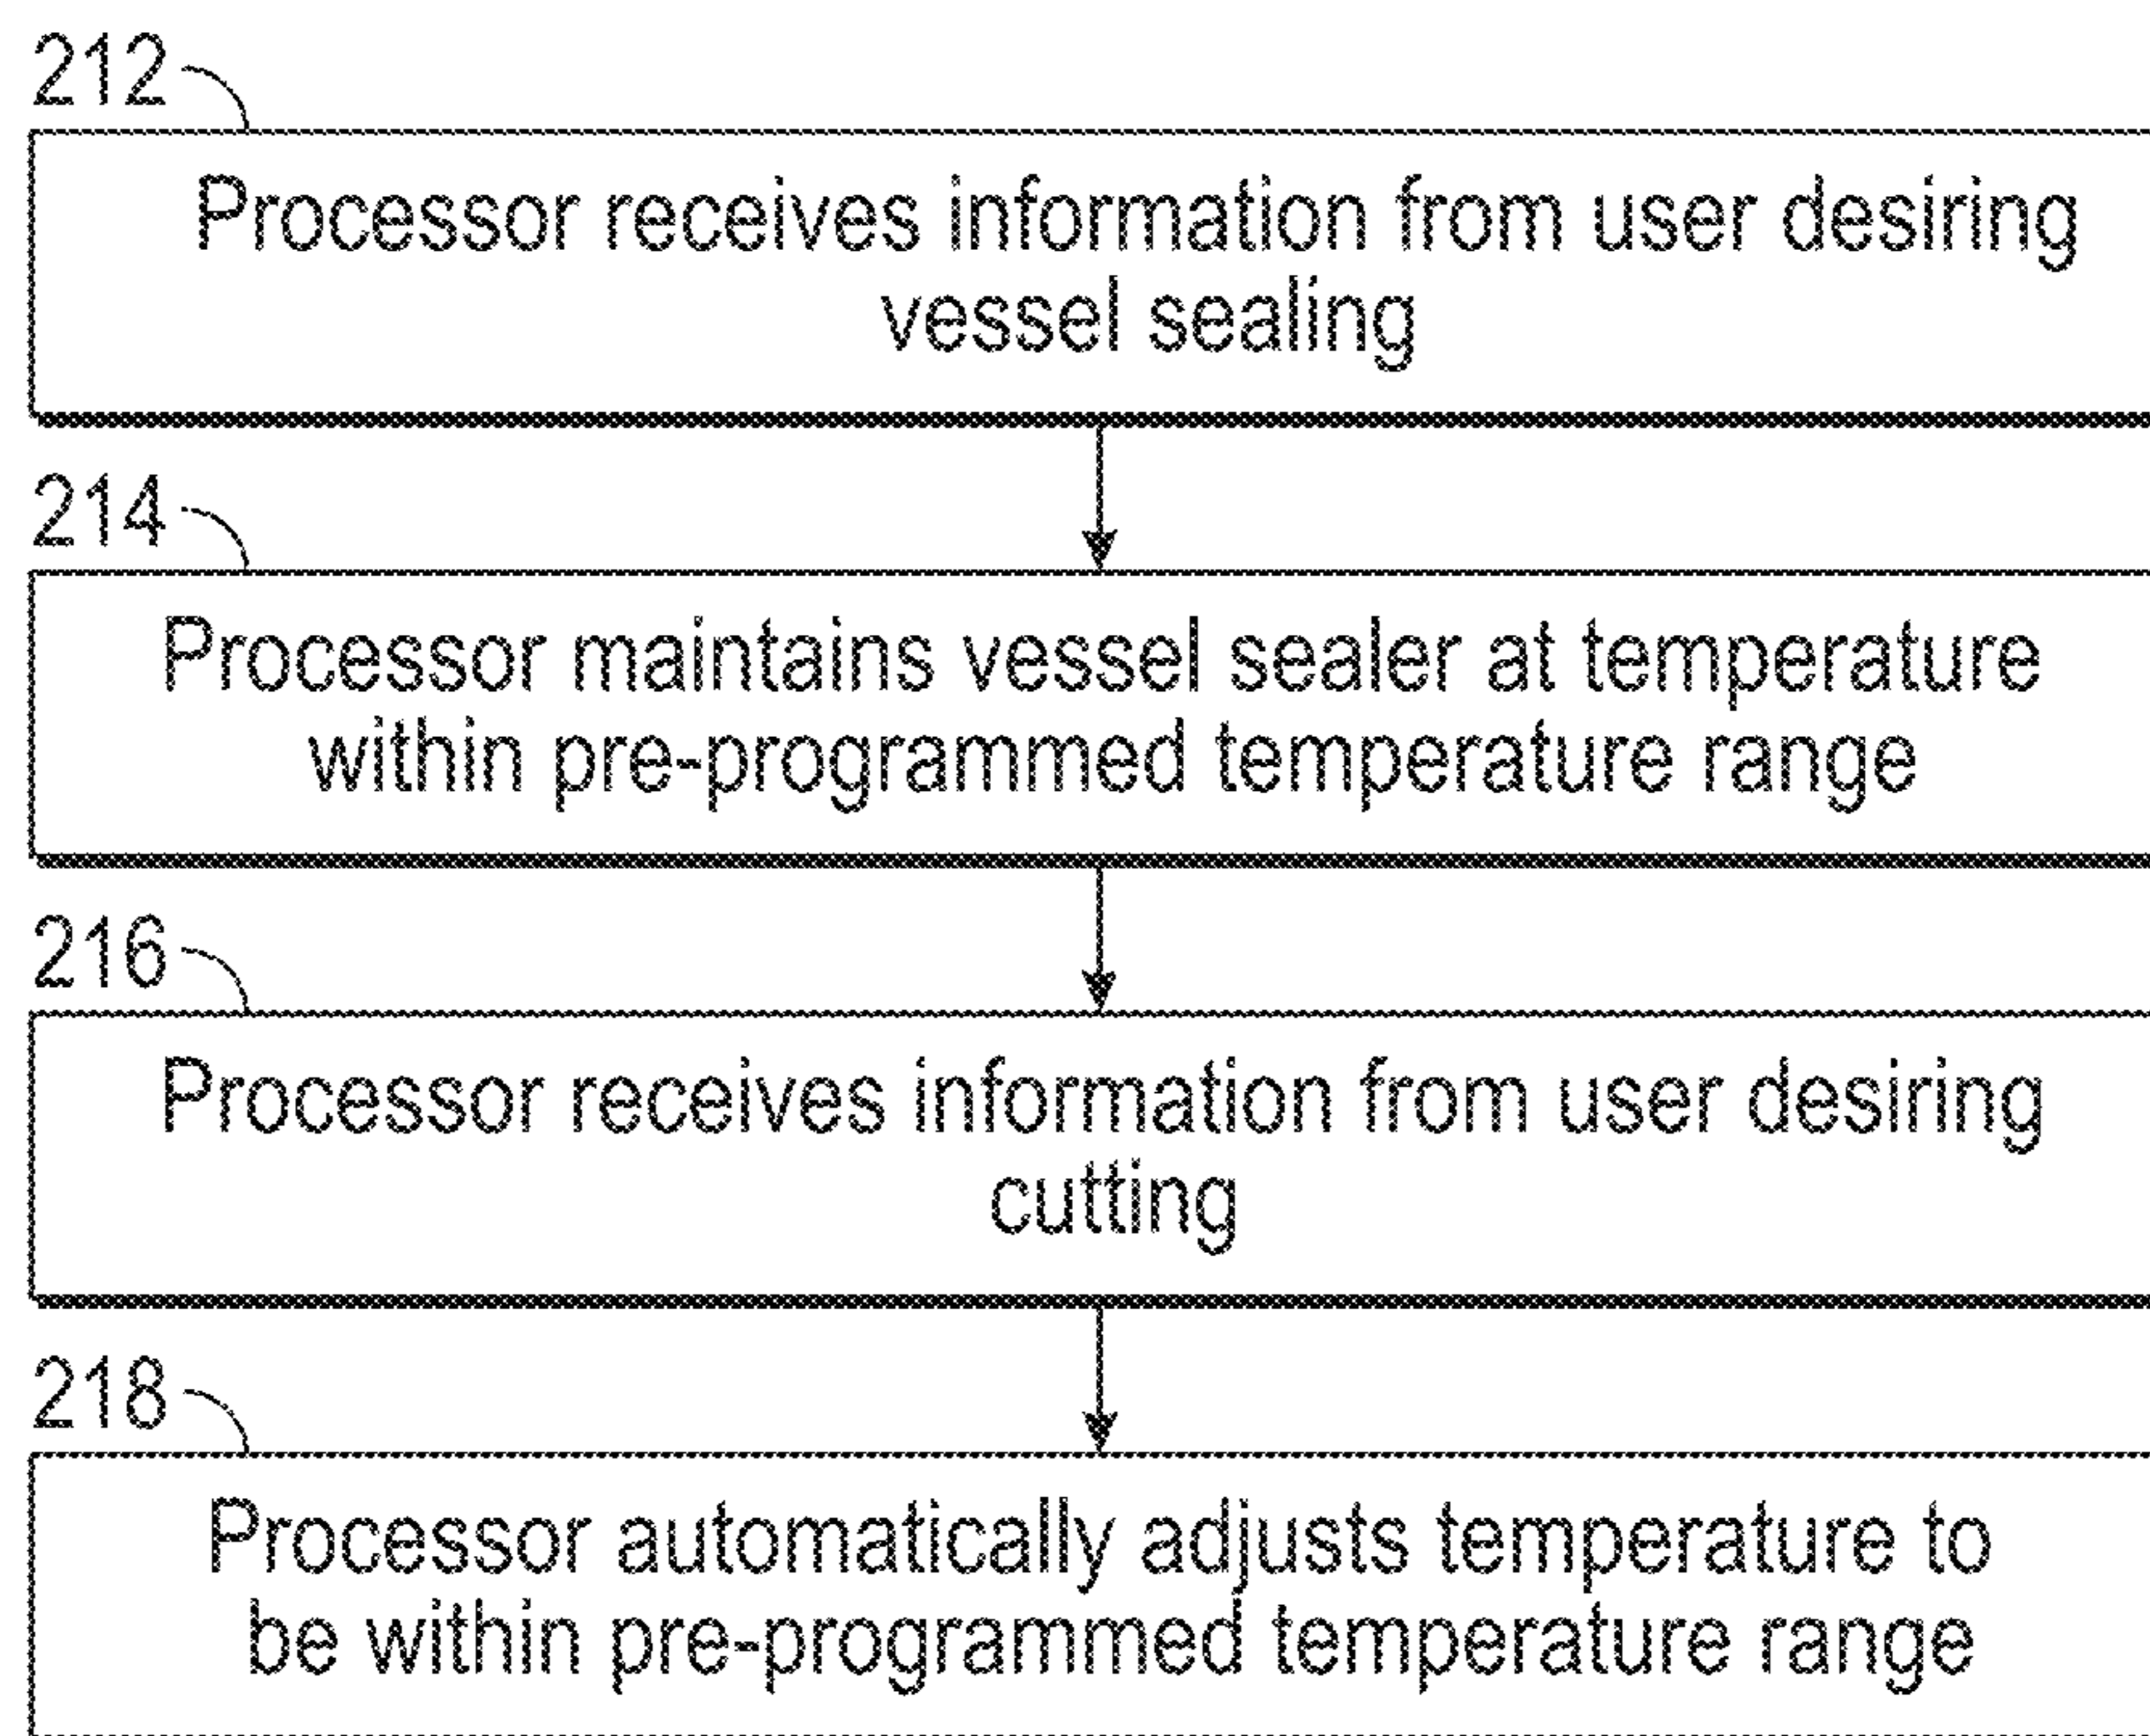 212
Processor receives information from user desiring
vessel sealing
214
Processor maintains vessel sealer at temperature
within pre-programmed temperature range
216
Processor receives information from user desiring
cutting
218
Processor automatically adjusts temperature to
be within pre-programmed temperature range